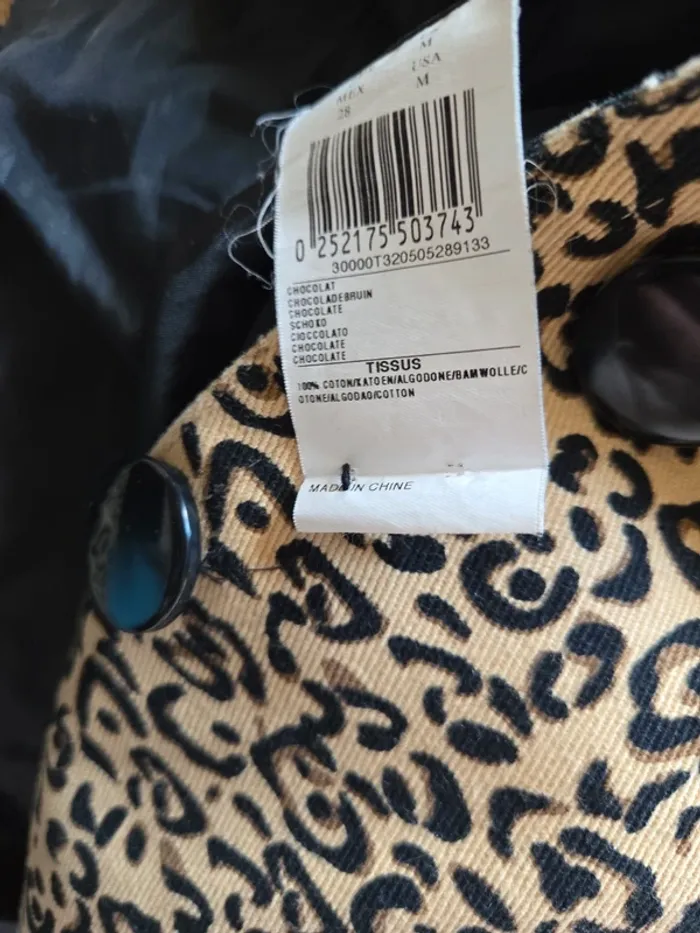 M
MEX USA
28 M
0 252175 503743
30000T320505289133
CHOCOLAT
CHOCOLADEBRUIN
CHOCOLATE
SCHOKO
CIOCCOLATO
CHOCOLATE
CHOCOLATE
TISSUS
100% COTON/KATOEN/ALGODONE/BAMWOLLE/C
OTONE/ALGODAO/COTTON
MADE IN CHINE